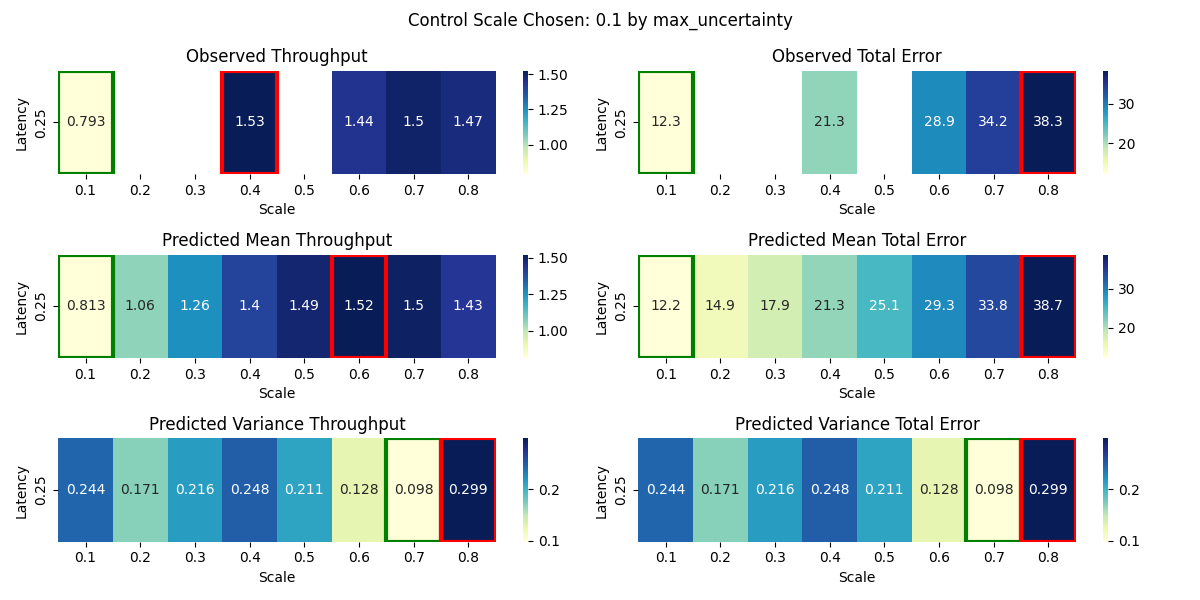 Control Scale Chosen: 0.1 by max_uncertainty
Observed Throughput
Latency
0.25
0.793 1.53 1.44 1.5 1.47
0.1 0.2 0.3 0.4 0.5 0.6 0.7 0.8
Scale
1.50
1.25
1.00
Observed Total Error
Latency
0.25
12.3 21.3 28.9 34.2 38.3
0.1 0.2 0.3 0.4 0.5 0.6 0.7 0.8
Scale
30
20
Predicted Mean Throughput
Latency
0.25
0.813 1.06 1.26 1.4 1.49 1.52 1.5 1.43
0.1 0.2 0.3 0.4 0.5 0.6 0.7 0.8
Scale
1.50
1.25
1.00
Predicted Mean Total Error
Latency
0.25
12.2 14.9 17.9 21.3 25.1 29.3 33.8 38.7
0.1 0.2 0.3 0.4 0.5 0.6 0.7 0.8
Scale
30
20
Predicted Variance Throughput
Latency
0.25
0.244 0.171 0.216 0.248 0.211 0.128 0.098 0.299
0.1 0.2 0.3 0.4 0.5 0.6 0.7 0.8
Scale
0.2
0.1
Predicted Variance Total Error
Latency
0.25
0.244 0.171 0.216 0.248 0.211 0.128 0.098 0.299
0.1 0.2 0.3 0.4 0.5 0.6 0.7 0.8
Scale
0.2
0.1